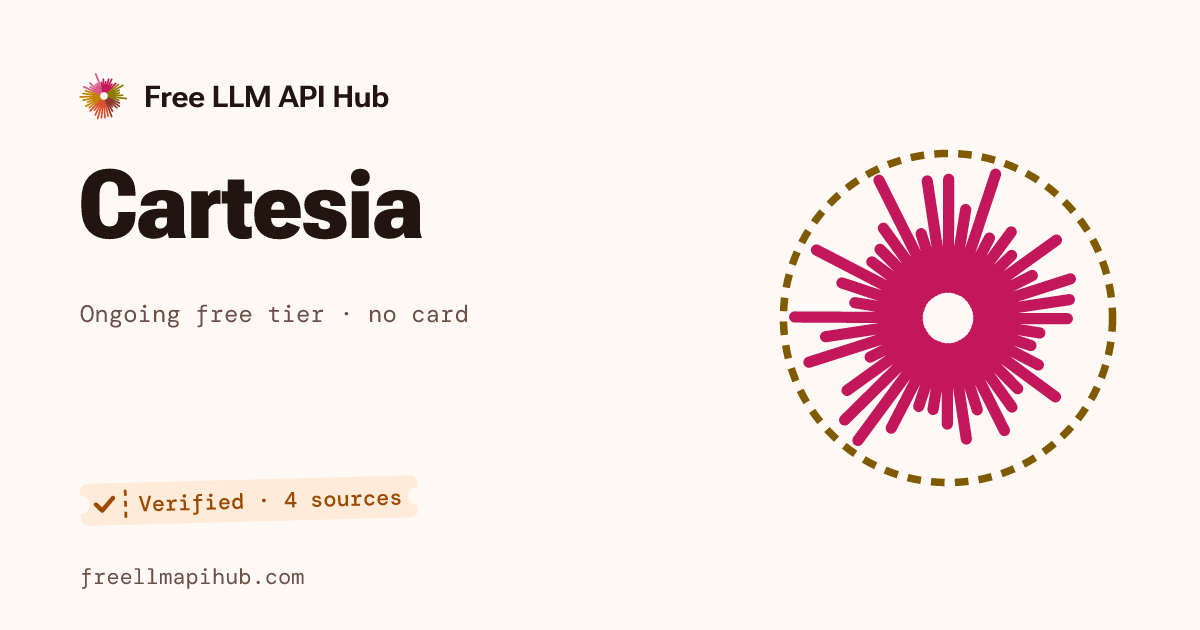 Free LLM API Hub
Cartesia
Ongoing free tier · no card
Verified · 4 sources
freellmapihub.com